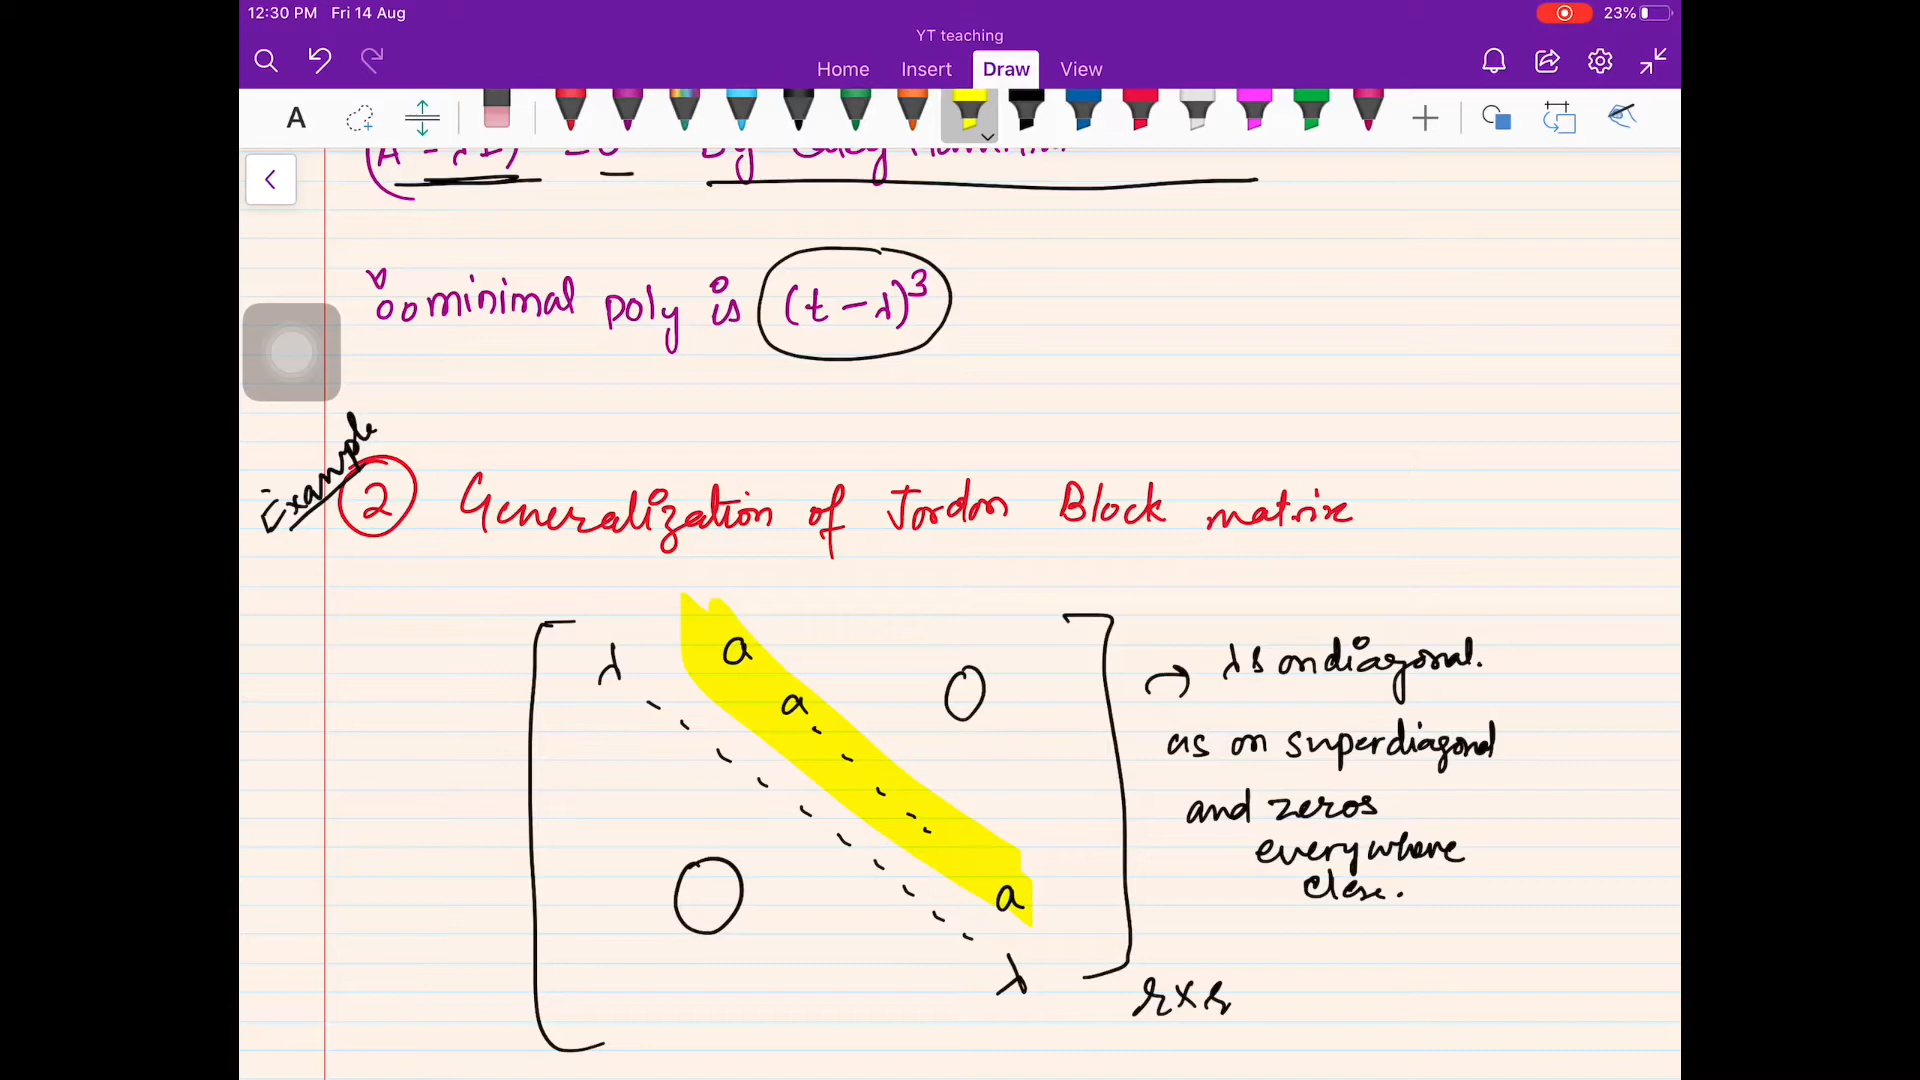 12:30 PM Fri 14 Aug
23%
YT teaching
Home Insert Draw View
A
minimal poly is (t - λ)³
Example
2 Generalization of Jordon Block matrix
λ a
a
0
0
a
λ
r×r
→ λs on diagonal.
as on superdiagonal
and zeros
everywhere
else.